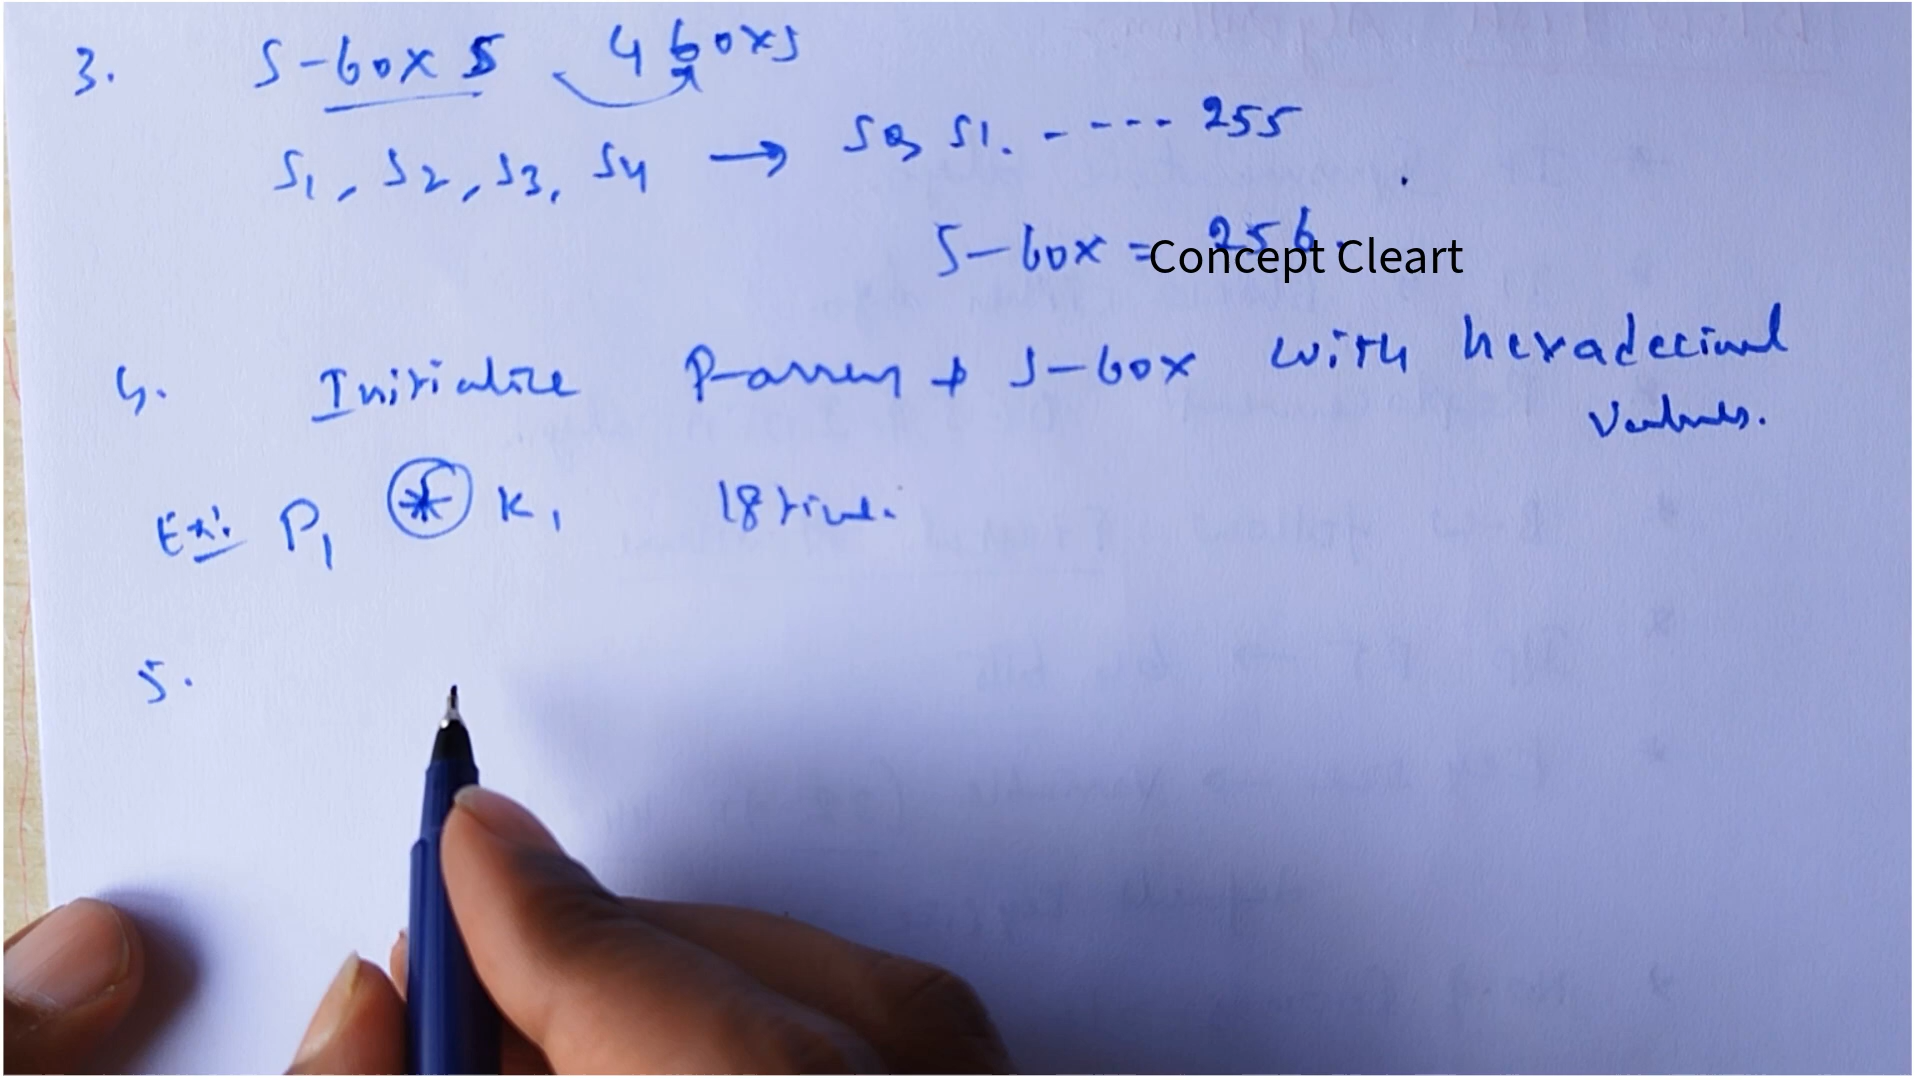 3. S-box S 4 boxs
S1, S2, S3, S4 → S0, S1. ----- 255
S-box = 256.
Concept Cleart
4. Initialize P-array + S-box with hexadecimal
values.
Ex: P1 * K1 18 time.
5.